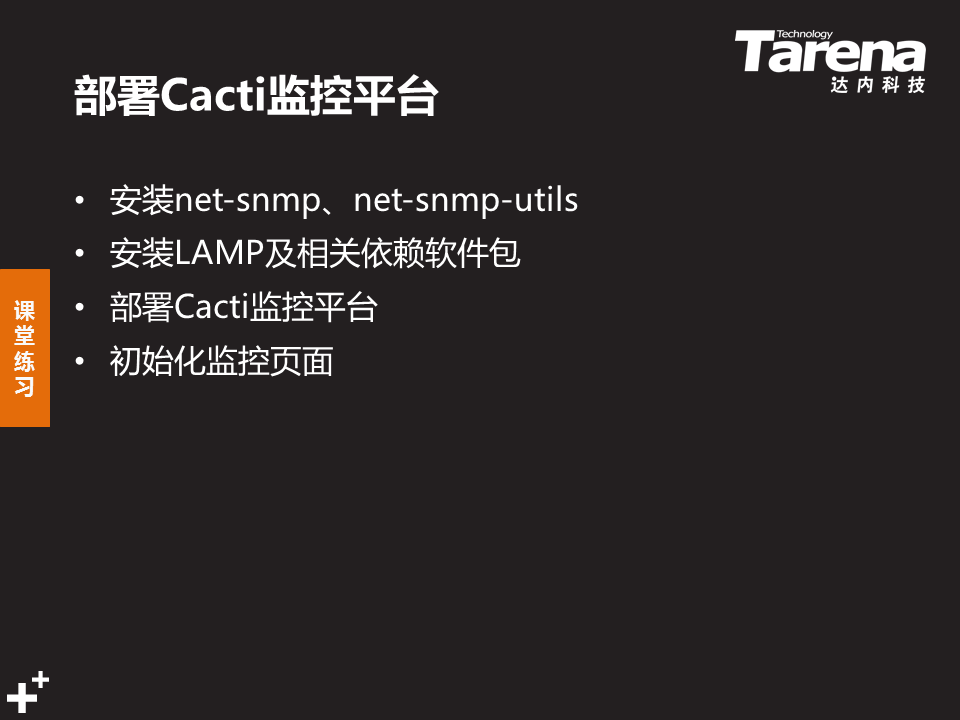 Technology
Tarena
达内科技
部署Cacti监控平台
• 安装net-snmp、net-snmp-utils
• 安装LAMP及相关依赖软件包
• 部署Cacti监控平台
• 初始化监控页面
课
堂
练
习